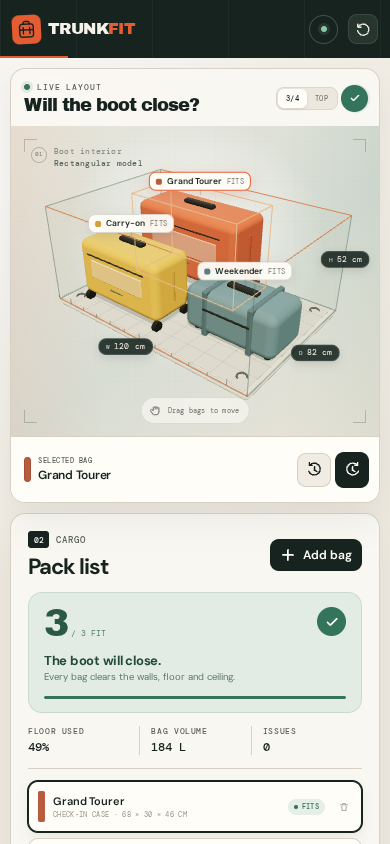 TRUNKFIT
LIVE LAYOUT
Will the boot close?
3/4 TOP
01 Boot interior
Rectangular model
Grand Tourer FITS
Carry-on FITS
Weekender FITS
H 52 cm
W 120 cm
D 82 cm
Drag bags to move
SELECTED BAG
Grand Tourer
02 CARGO
Pack list
+ Add bag
3 / 3 FIT
The boot will close.
Every bag clears the walls, floor and ceiling.
FLOOR USED BAG VOLUME ISSUES
49% 184 L 0
Grand Tourer
CHECK-IN CASE · 68 × 30 × 46 CM
FITS